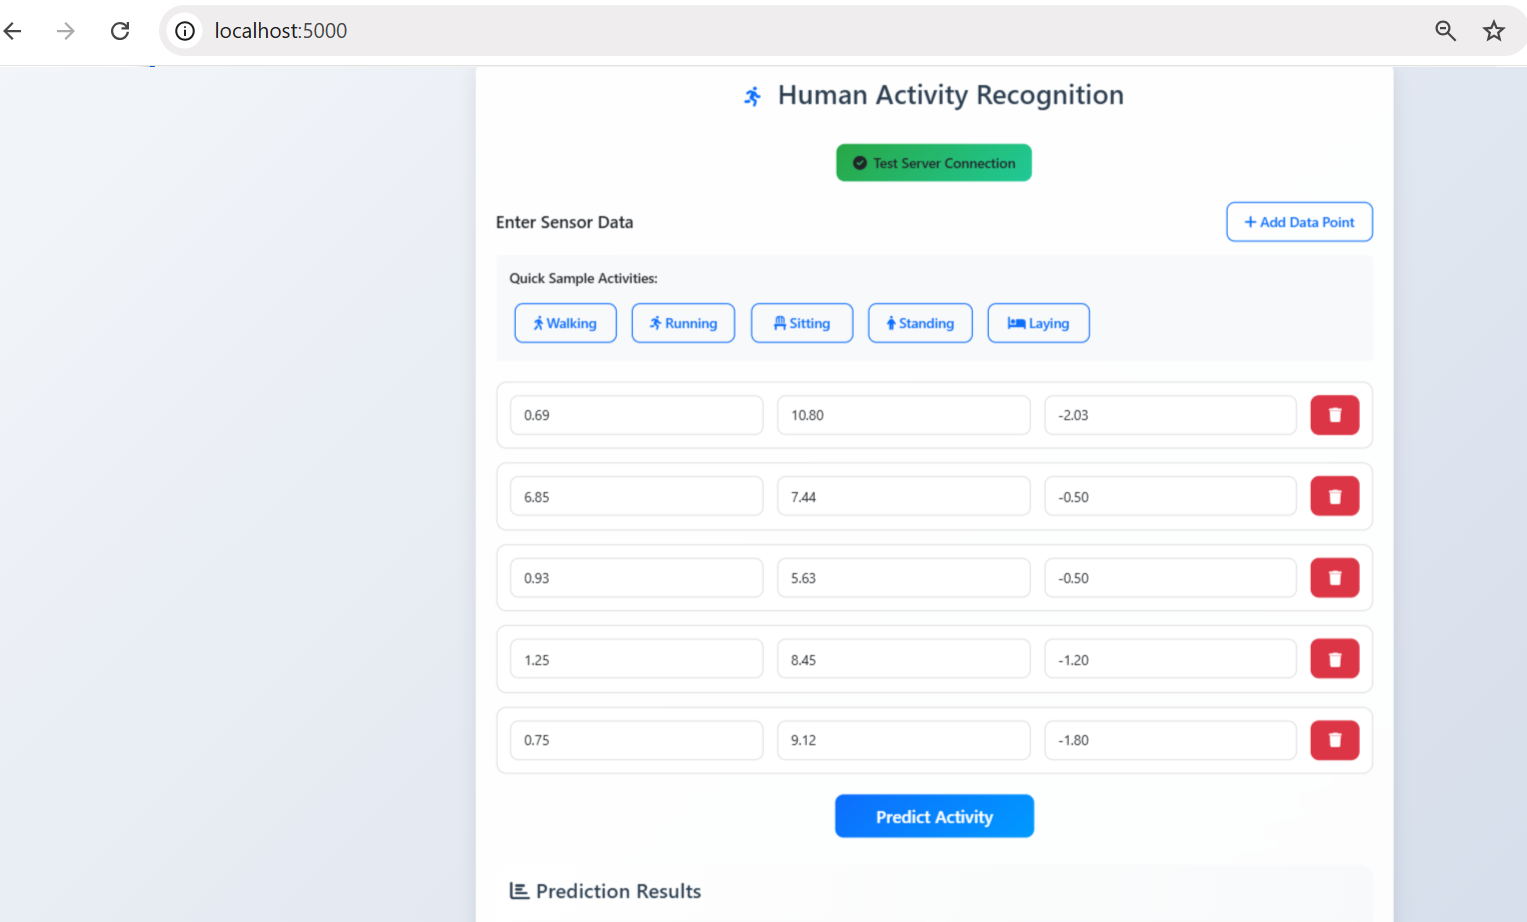 localhost:5000
Human Activity Recognition
Test Server Connection
Enter Sensor Data
+ Add Data Point
Quick Sample Activities:
Walking Running Sitting Standing Laying
0.69 10.80 -2.03
6.85 7.44 -0.50
0.93 5.63 -0.50
1.25 8.45 -1.20
0.75 9.12 -1.80
Predict Activity
Prediction Results